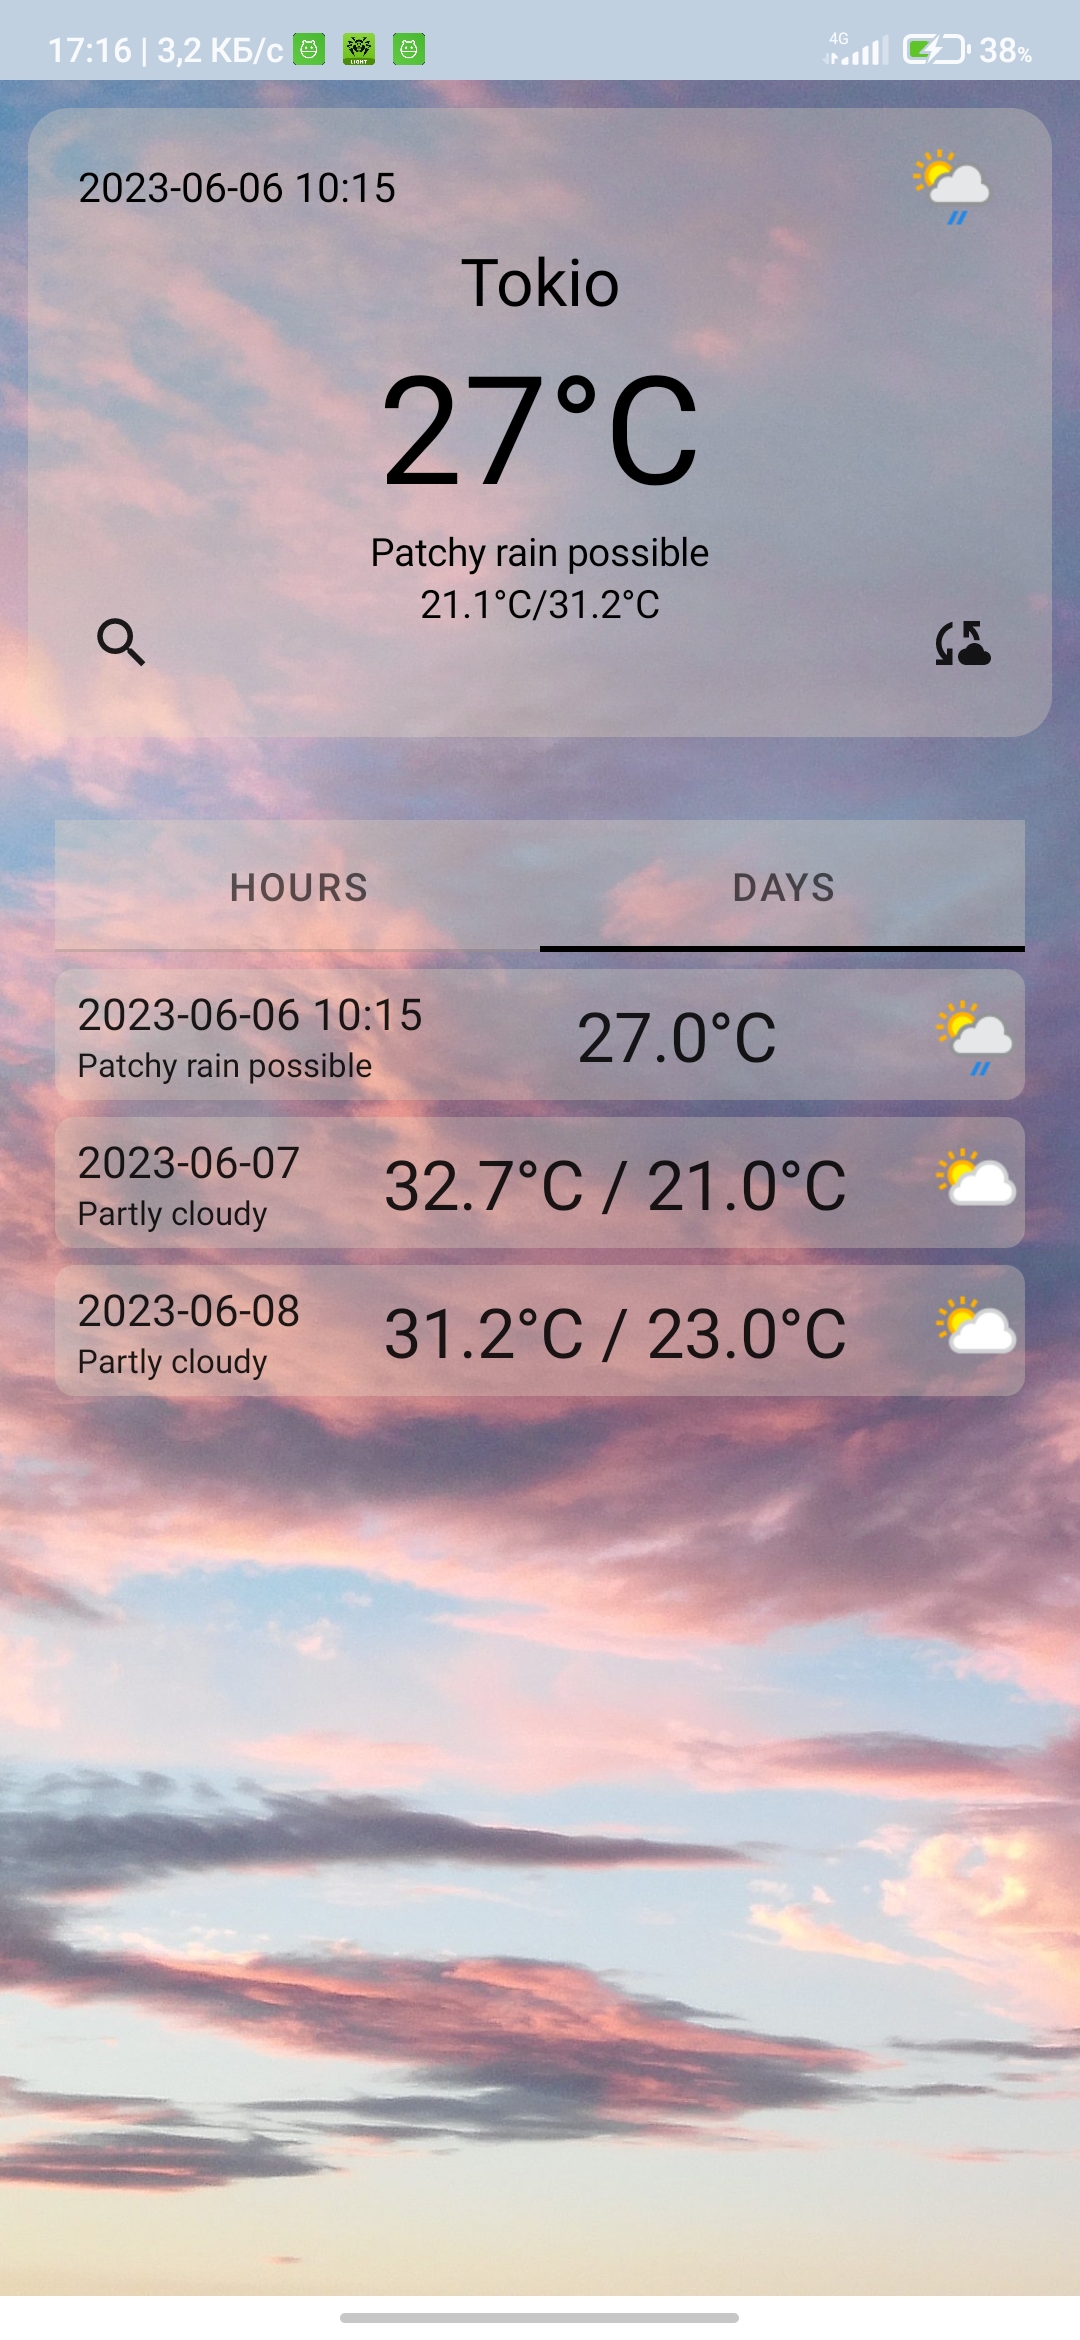 17:16 | 3,2 КБ/с
4G
38%
2023-06-06 10:15
Tokio
27°C
Patchy rain possible
21.1°C/31.2°C
HOURS DAYS
2023-06-06 10:15
Patchy rain possible
27.0°C
2023-06-07
Partly cloudy
32.7°C / 21.0°C
2023-06-08
Partly cloudy
31.2°C / 23.0°C